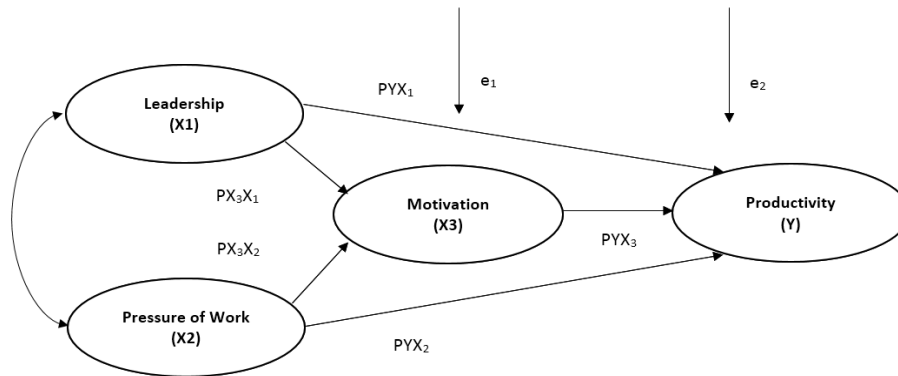 PYX₁
e₁
e₂
Leadership
(X1)
PX₃X₁
Motivation
(X3)
Productivity
(Y)
PX₃X₂
PYX₃
Pressure of Work
(X2)
PYX₂